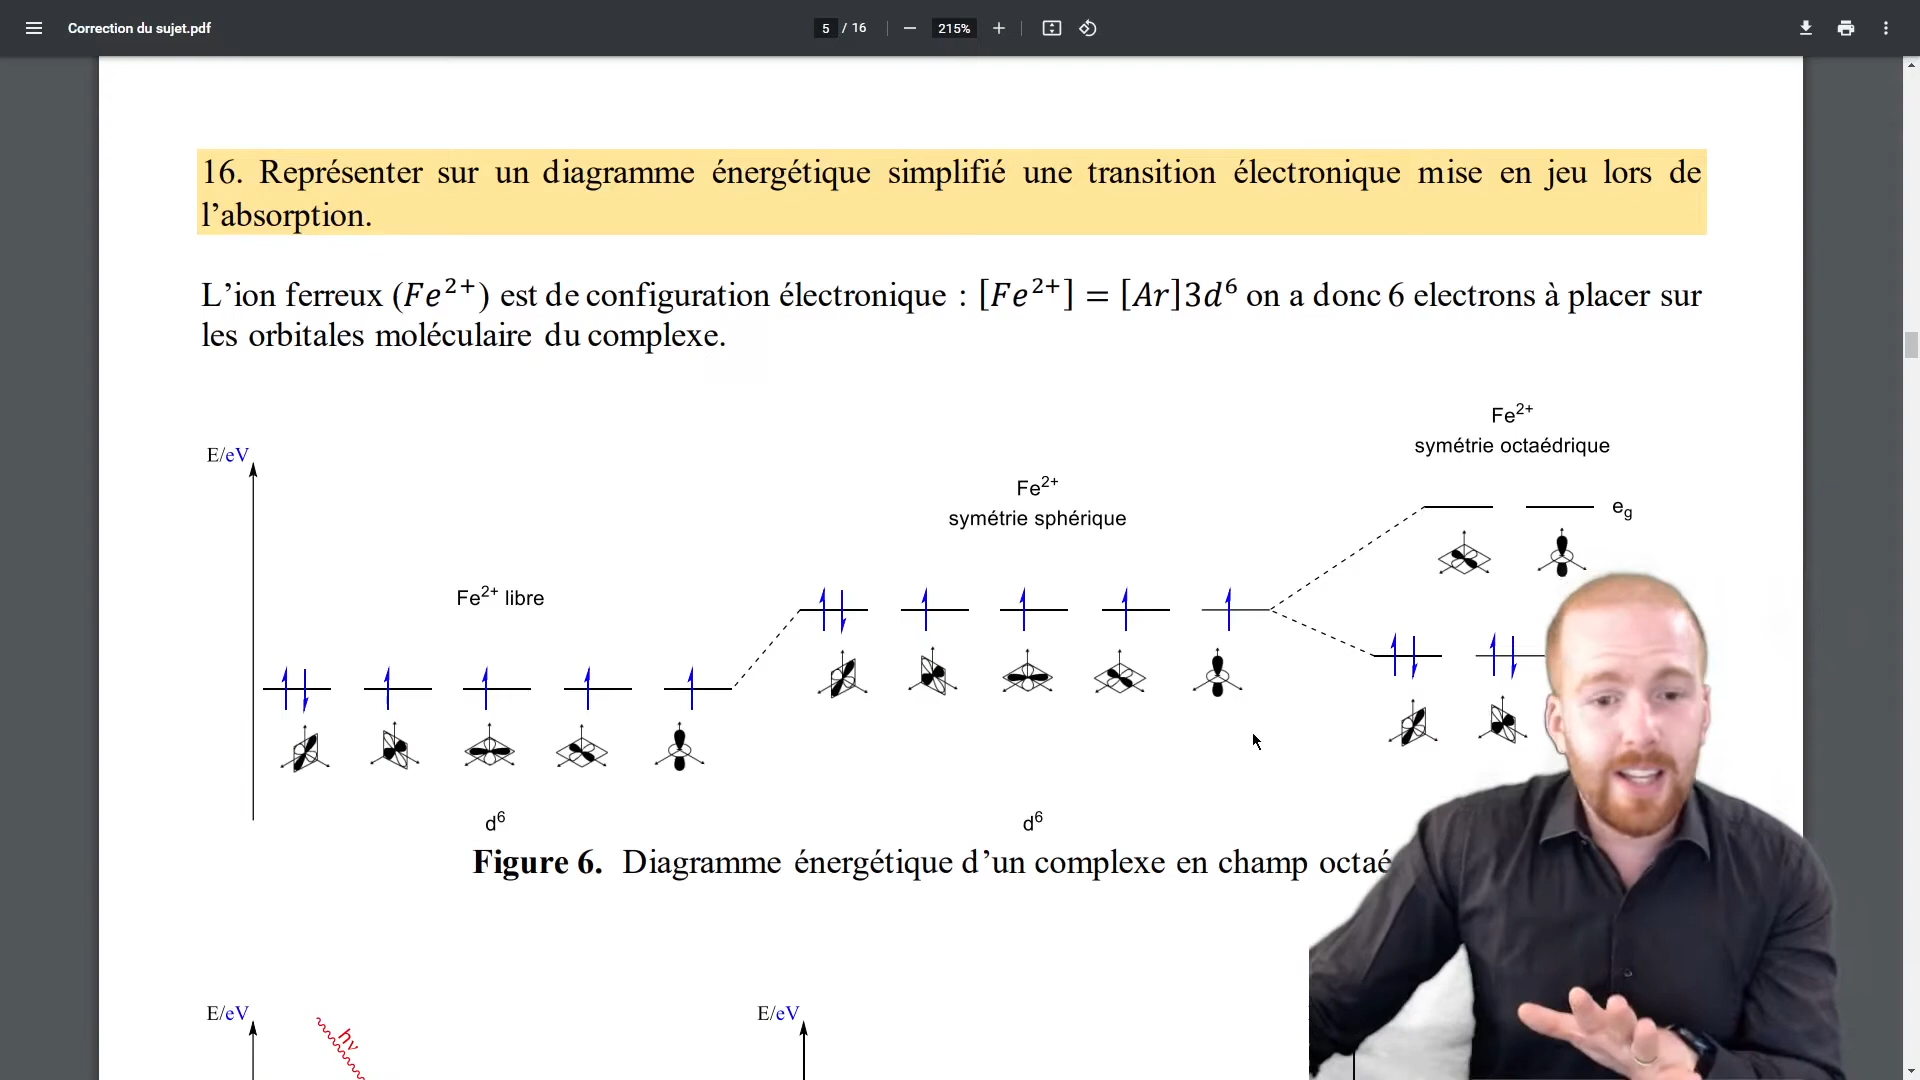 Correction du sujet.pdf
5 / 16
215%
16. Représenter sur un diagramme énergétique simplifié une transition électronique mise en jeu lors de
l’absorption.
L’ion ferreux (Fe²⁺) est de configuration électronique : [Fe²⁺] = [Ar]3d⁶ on a donc 6 electrons à placer sur
les orbitales moléculaire du complexe.
Fe²⁺
symétrie octaédrique
E/eV
Fe²⁺
symétrie sphérique
e_g
Fe²⁺ libre
d⁶
d⁶
Figure 6. Diagramme énergétique d’un complexe en champ octaé
E/eV
E/eV
hν